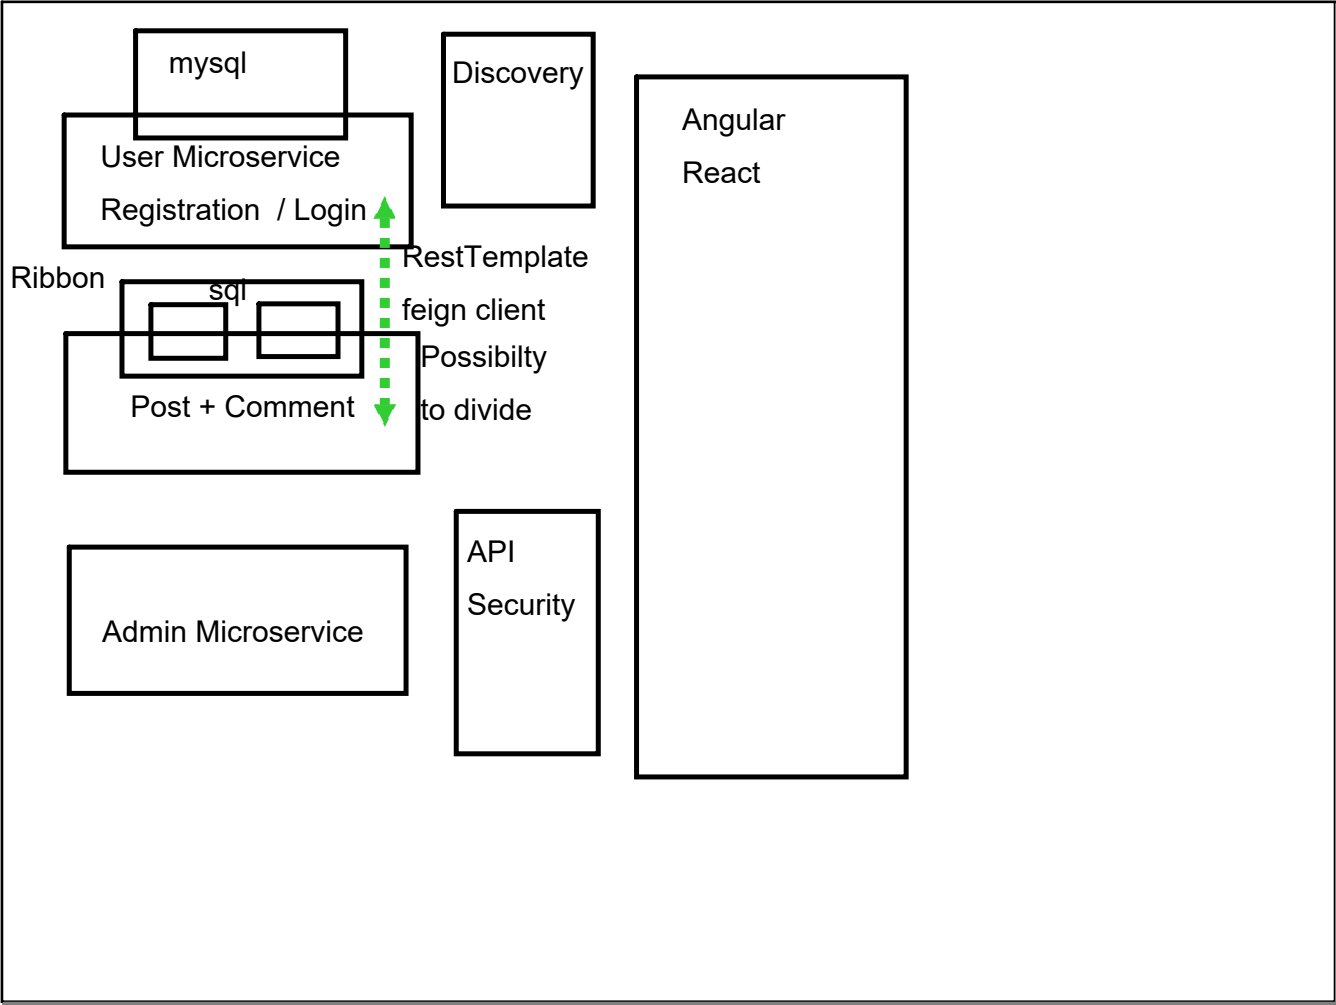 mysql
Discovery
User Microservice
Registration  / Login
Angular
React
Ribbon
sql
RestTemplate
feign client
Possibilty
to divide
Post + Comment
API
Security
Admin Microservice